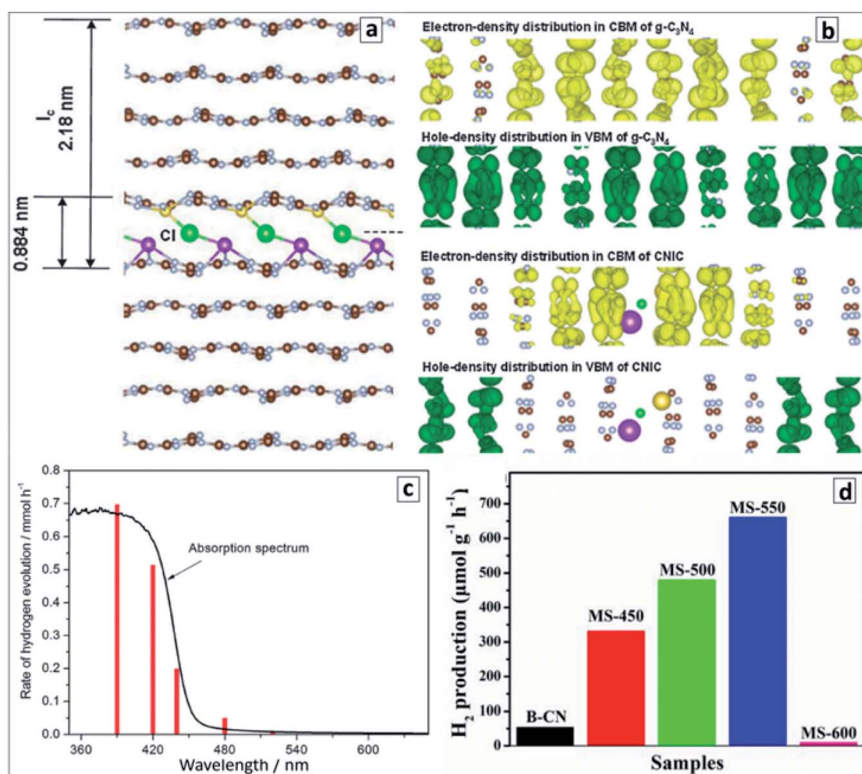 a
I_c
2.18 nm
0.884 nm
Cl
b
Electron-density distribution in CBM of g-C₃N₄
Hole-density distribution in VBM of g-C₃N₄
Electron-density distribution in CBM of CNIC
Hole-density distribution in VBM of CNIC
c
Rate of hydrogen evolution / mmol h⁻¹
0.8
0.7
0.6
0.5
0.4
0.3
0.2
0.1
0.0
Absorption spectrum
360
420
480
540
600
Wavelength / nm
d
H₂ production (μmol g⁻¹ h⁻¹)
700
600
500
400
300
200
100
0
B-CN
MS-450
MS-500
MS-550
MS-600
Samples